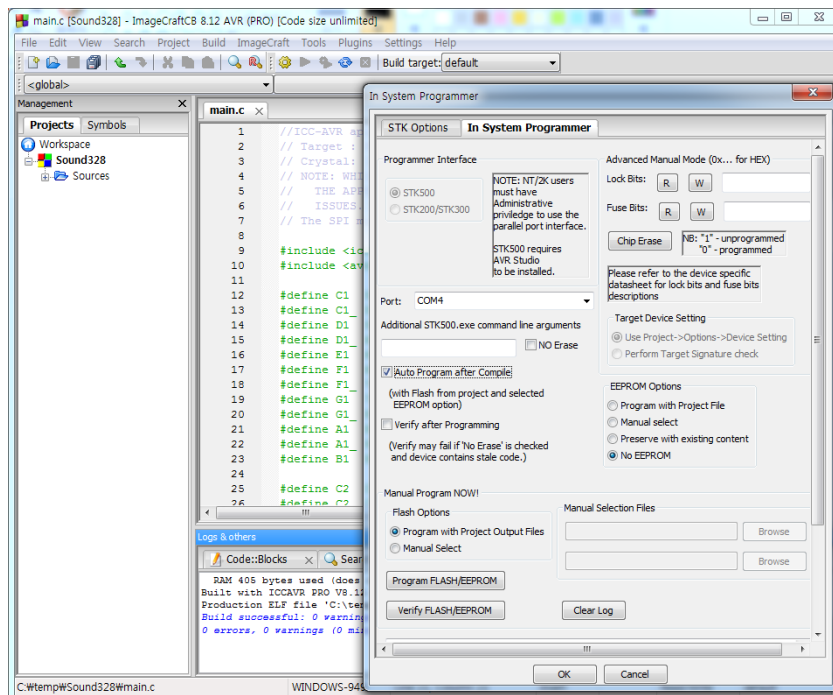 main.c [Sound328] - ImageCraftCB 8.12 AVR (PRO) [Code size unlimited]
File Edit View Search Project Build ImageCraft Tools Plugins Settings Help
Build target: default
<global>
Management
Projects Symbols
Workspace
Sound328
Sources
main.c
1 //ICC-AVR ap
2 // Target :
3 // Crystal:
4 // NOTE: WHI
5 // THE APP
6 // ISSUES.
7 // The SPI m
8
9 #include <ic
10 #include <av
11
12 #define C1
13 #define C1_
14 #define D1
15 #define D1_
16 #define E1
17 #define F1
18 #define F1_
19 #define G1
20 #define G1_
21 #define A1
22 #define A1_
23 #define B1
24
25 #define C2
26 #define C2
Logs & others
Code::Blocks Sear
RAM 405 bytes used (does
Built with ICCAVR PRO V8.12
Production ELF file 'C:\tem
Build successful: 0 warning
0 errors, 0 warnings (0 mi
C:₩temp₩Sound328₩main.c WINDOWS-949
In System Programmer
STK Options In System Programmer
Programmer Interface
STK500
STK200/STK300
NOTE: NT/2K users
must have
Administrative
priviledge to use the
parallel port interface.
STK500 requires
AVR Studio
to be installed.
Port: COM4
Additional STK500.exe command line arguments
NO Erase
Auto Program after Compile
(with Flash from project and selected
EEPROM option)
Verify after Programming
(Verify may fail if 'No Erase' is checked
and device contains stale code.)
Advanced Manual Mode (0x... for HEX)
Lock Bits: R W
Fuse Bits: R W
Chip Erase
NB: "1" - unprogrammed
"0" - programmed
Please refer to the device specific
datasheet for lock bits and fuse bits
descriptions
Target Device Setting
Use Project->Options->Device Setting
Perform Target Signature check
EEPROM Options
Program with Project File
Manual select
Preserve with existing content
No EEPROM
Manual Program NOW!
Flash Options
Program with Project Output Files
Manual Select
Manual Selection Files
Browse
Browse
Program FLASH/EEPROM
Verify FLASH/EEPROM
Clear Log
OK Cancel